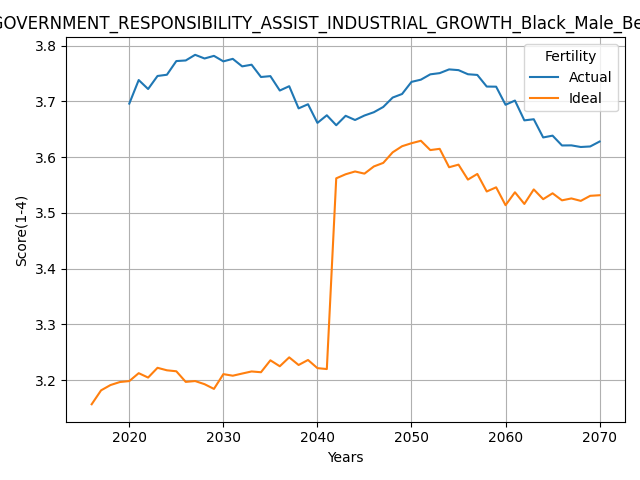 GOVERNMENT_RESPONSIBILITY_ASSIST_INDUSTRIAL_GROWTH_Black_Male_Be
Fertility
Actual
Ideal
3.8
3.7
3.6
3.5
3.4
3.3
3.2
Score(1-4)
2020 2030 2040 2050 2060 2070
Years